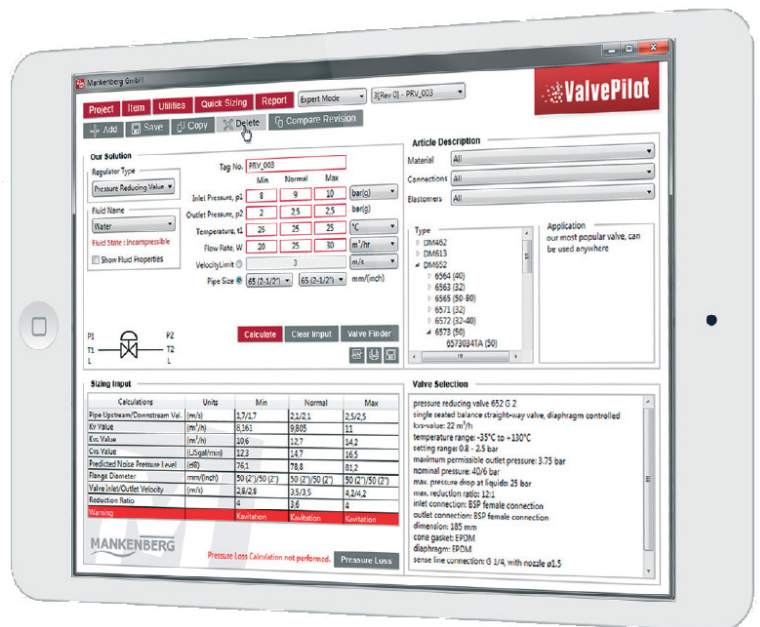 Mankenberg GmbH
Project Item Utilities Quick Sizing Report Expert Mode 3[Rev 0] - PRV_003
ValvePilot
Add Save Copy Delete Compare Revision
Our Solution
Regulator Type
Pressure Reducing Valve
Fluid Name
Water
Fluid State : Incompressible
Show Fluid Properties
Tag No. PRV_003
Min Normal Max
Inlet Pressure, p1 8 9 10 bar(g)
Outlet Pressure, p2 2 2,5 2,5 bar(g)
Temperature, t1 25 25 25 °C
Flow Rate, W 20 25 30 m³/hr
VelocityLimit 3 m/s
Pipe Size 65 (2-1/2") 65 (2-1/2") mm/(inch)
P1 P2
T1 T2
L L
Calculate Clear Imput Valve Finder
Article Description
Material All
Connections All
Elastomers All
Type
DM462
DM613
DM652
6564 (40)
6563 (32)
6565 (50-80)
6571 (32)
6572 (32-40)
6573 (50)
6573034TA (50)
Application
our most popular valve, can
be used anywhere
Sizing Input
Calculations Units Min Normal Max
Pipe Upstream/Downstream Vel. (m/s) 1,7/1,7 2,1/2,1 2,5/2,5
Kv Value (m³/h) 8,161 9,805 11
Kvs Value (m³/h) 10,6 12,7 14,2
Cvs Value (USgal/min) 12,3 14,7 16,5
Predicted Noise Pressure Level (dB) 76,1 78,8 81,2
Flange Diameter mm/(inch) 50 (2")/50 (2") 50 (2")/50 (2") 50 (2")/50 (2")
Valve Inlet/Outlet Velocity (m/s) 2,8/2,8 3,5/3,5 4,2/4,2
Reduction Ratio 4 3,6 4
Warning Kavitation Kavitation Kavitation
MANKENBERG
Pressure Loss Calculation not performed. Pressure Loss
Valve Selection
pressure reducing valve 652 G 2
single seated balance straight-way valve, diaphragm controlled
kvs-value: 22 m³/h
temperature range: -35°C to +130°C
setting range: 0.8 - 2.5 bar
maximum permissible outlet pressure: 3.75 bar
nominal pressure: 40/6 bar
max. pressure drop at liquids: 25 bar
max. reduction ratio: 12:1
inlet connection: BSP female connection
outlet connection: BSP female connection
dimension: 185 mm
cone gasket: EPDM
diaphragm: EPDM
sense line connection: G 1/4, with nozzle ø1.5